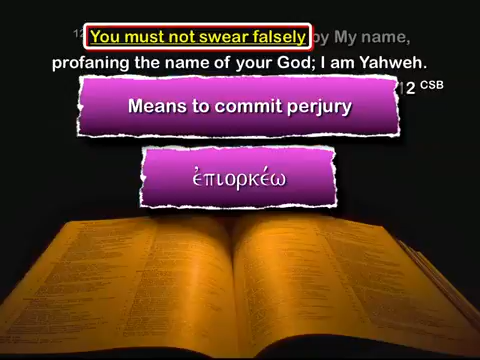 12 You must not swear falsely by My name,
profaning the name of your God; I am Yahweh.
12 CSB
Means to commit perjury
ἐπιορκέω